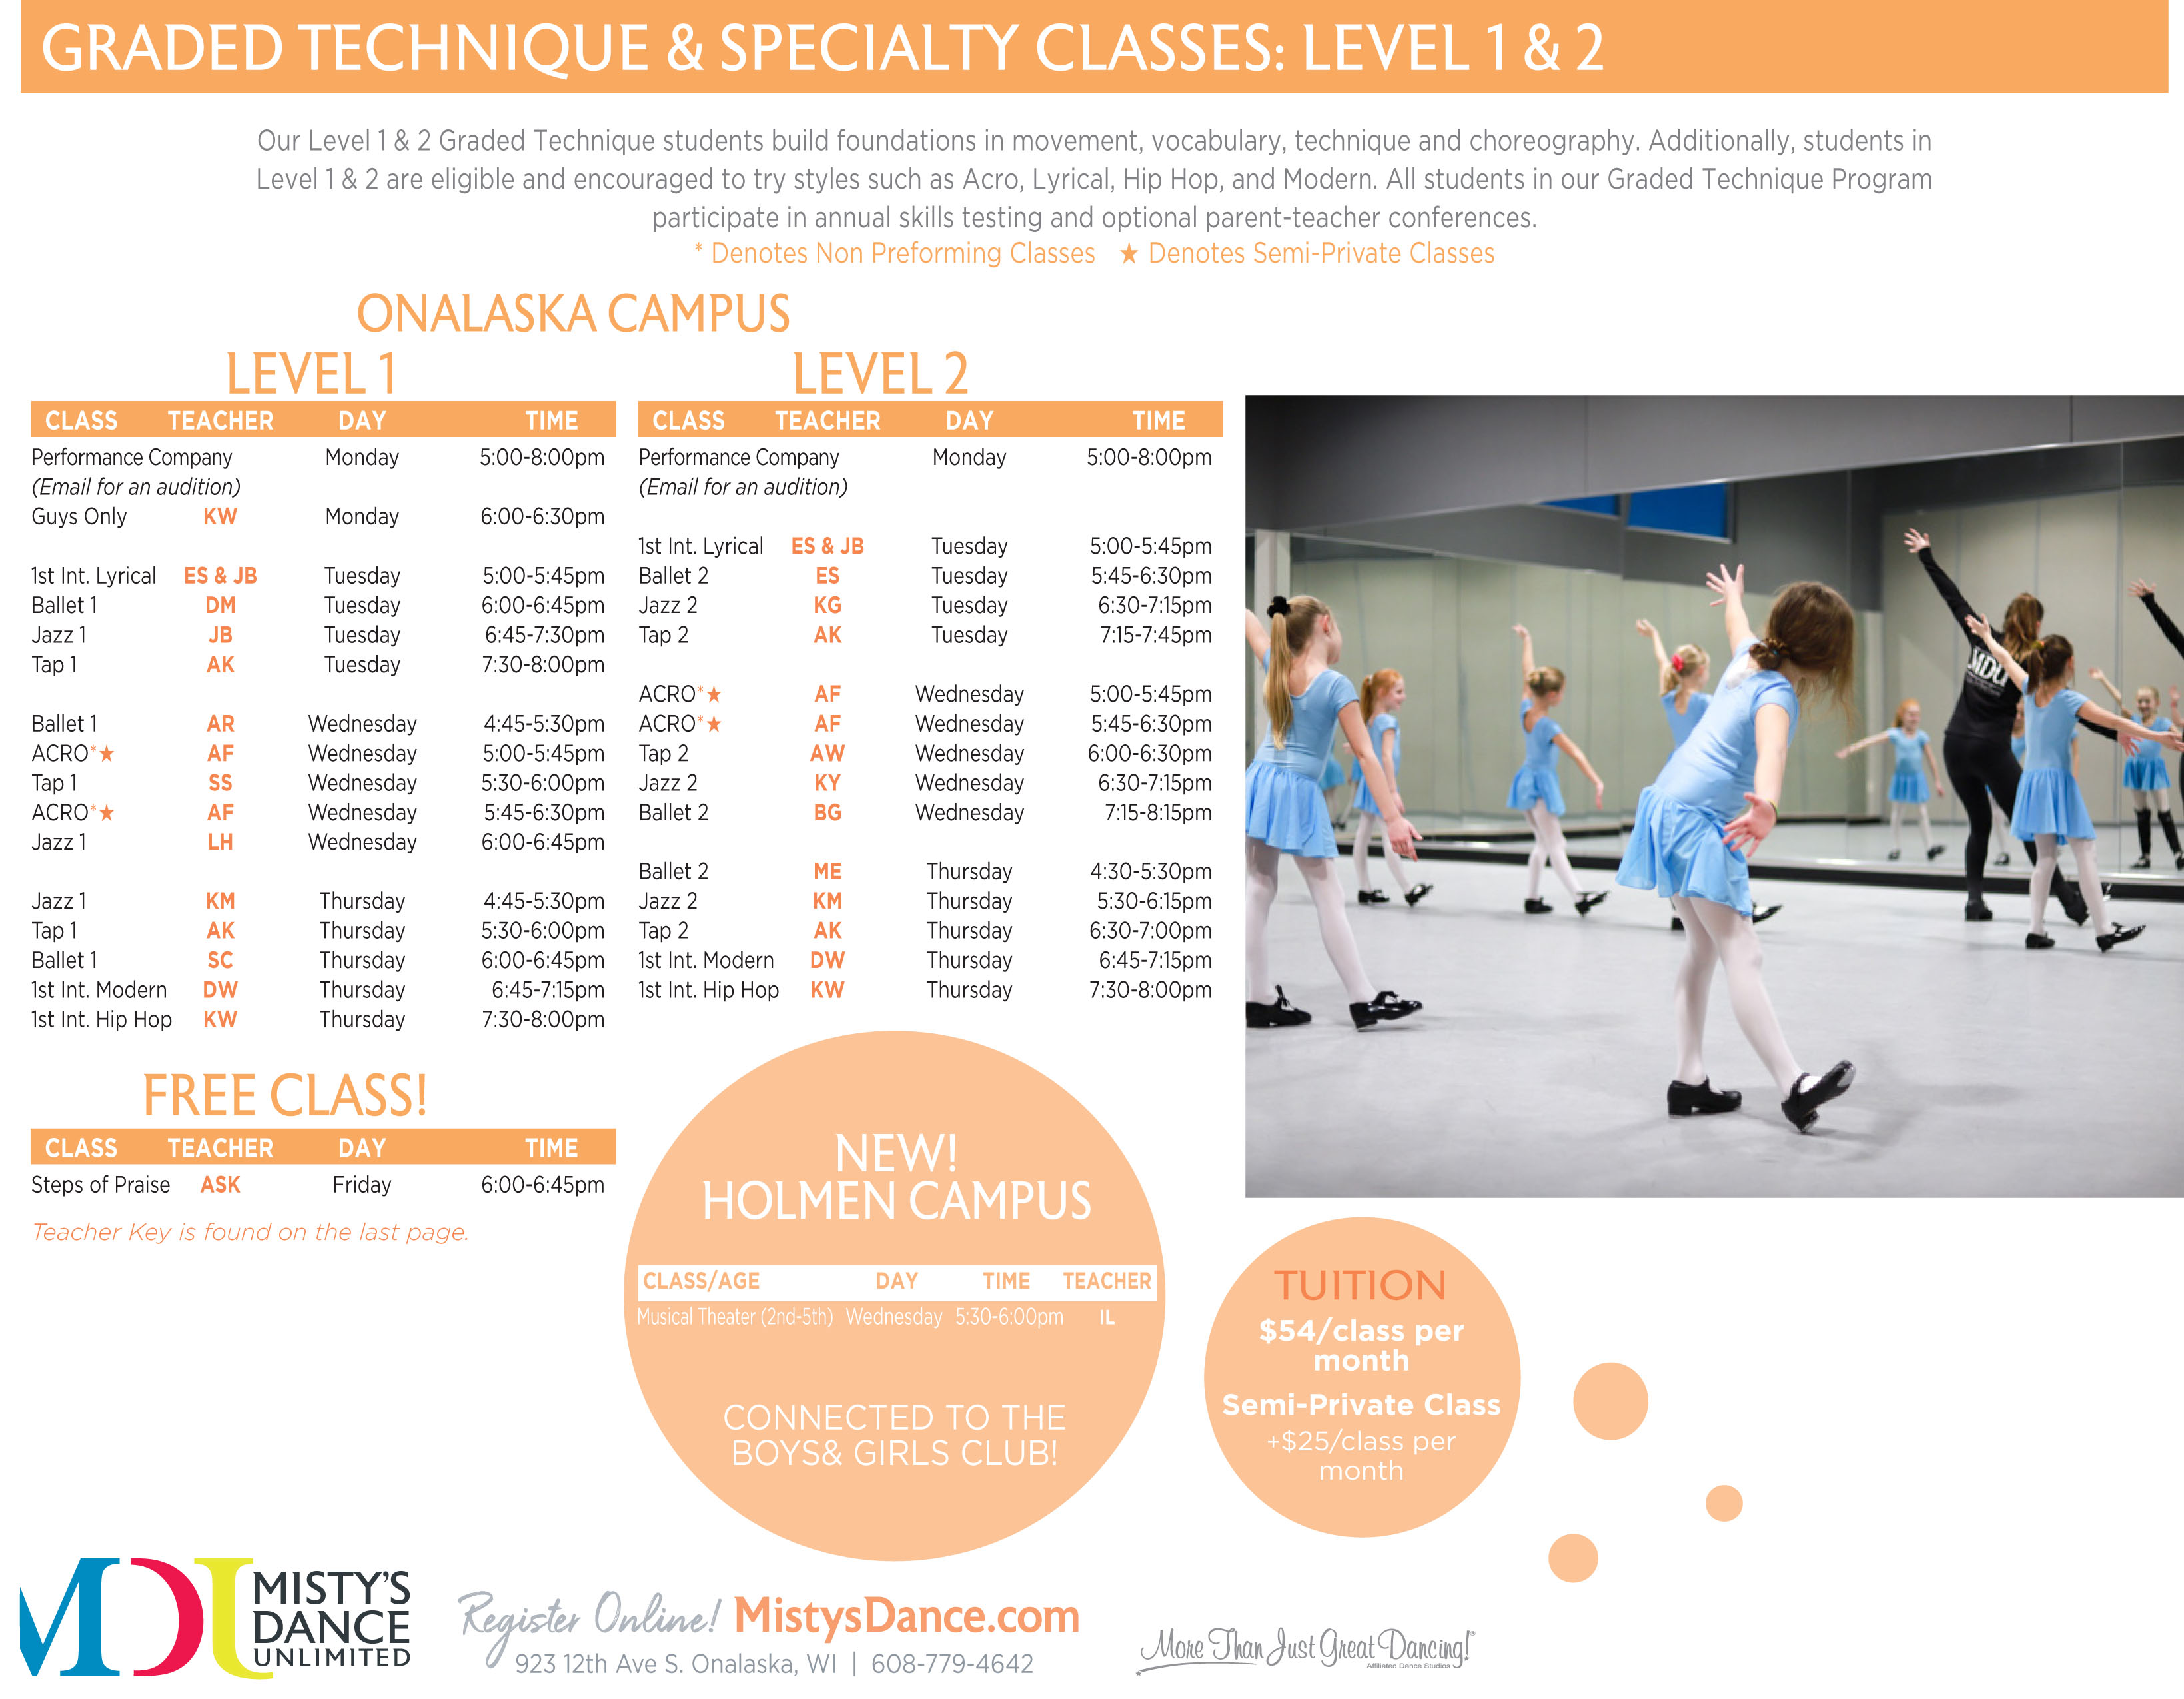 GRADED TECHNIQUE & SPECIALTY CLASSES: LEVEL 1 & 2
Our Level 1 & 2 Graded Technique students build foundations in movement, vocabulary, technique and choreography. Additionally, students in
Level 1 & 2 are eligible and encouraged to try styles such as Acro, Lyrical, Hip Hop, and Modern. All students in our Graded Technique Program
participate in annual skills testing and optional parent-teacher conferences.
* Denotes Non Preforming Classes ★ Denotes Semi-Private Classes
ONALASKA CAMPUS
LEVEL 1
CLASS TEACHER DAY TIME
Performance Company Monday 5:00-8:00pm
(Email for an audition)
Guys Only KW Monday 6:00-6:30pm
1st Int. Lyrical ES & JB Tuesday 5:00-5:45pm
Ballet 1 DM Tuesday 6:00-6:45pm
Jazz 1 JB Tuesday 6:45-7:30pm
Tap 1 AK Tuesday 7:30-8:00pm
Ballet 1 AR Wednesday 4:45-5:30pm
ACRO*★ AF Wednesday 5:00-5:45pm
Tap 1 SS Wednesday 5:30-6:00pm
ACRO*★ AF Wednesday 5:45-6:30pm
Jazz 1 LH Wednesday 6:00-6:45pm
Jazz 1 KM Thursday 4:45-5:30pm
Tap 1 AK Thursday 5:30-6:00pm
Ballet 1 SC Thursday 6:00-6:45pm
1st Int. Modern DW Thursday 6:45-7:15pm
1st Int. Hip Hop KW Thursday 7:30-8:00pm
LEVEL 2
CLASS TEACHER DAY TIME
Performance Company Monday 5:00-8:00pm
(Email for an audition)
1st Int. Lyrical ES & JB Tuesday 5:00-5:45pm
Ballet 2 ES Tuesday 5:45-6:30pm
Jazz 2 KG Tuesday 6:30-7:15pm
Tap 2 AK Tuesday 7:15-7:45pm
ACRO*★ AF Wednesday 5:00-5:45pm
ACRO*★ AF Wednesday 5:45-6:30pm
Tap 2 AW Wednesday 6:00-6:30pm
Jazz 2 KY Wednesday 6:30-7:15pm
Ballet 2 BG Wednesday 7:15-8:15pm
Ballet 2 ME Thursday 4:30-5:30pm
Jazz 2 KM Thursday 5:30-6:15pm
Tap 2 AK Thursday 6:30-7:00pm
1st Int. Modern DW Thursday 6:45-7:15pm
1st Int. Hip Hop KW Thursday 7:30-8:00pm
MDU
FREE CLASS!
CLASS TEACHER DAY TIME
Steps of Praise ASK Friday 6:00-6:45pm
Teacher Key is found on the last page.
NEW!
HOLMEN CAMPUS
CLASS/AGE DAY TIME TEACHER
Musical Theater (2nd-5th) Wednesday 5:30-6:00pm IL
CONNECTED TO THE
BOYS& GIRLS CLUB!
TUITION
$54/class per
month
Semi-Private Class
+$25/class per
month
MDU
MISTY'S
DANCE
UNLIMITED
Register Online! MistysDance.com
923 12th Ave S. Onalaska, WI | 608-779-4642
More Than Just Great Dancing!®
Affiliated Dance Studios